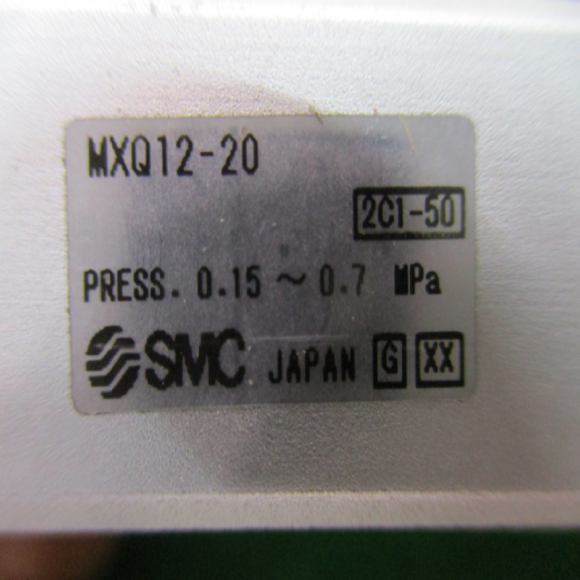 MXQ12-20
2C1-50
PRESS. 0.15 ~ 0.7 MPa
SMC JAPAN G XX